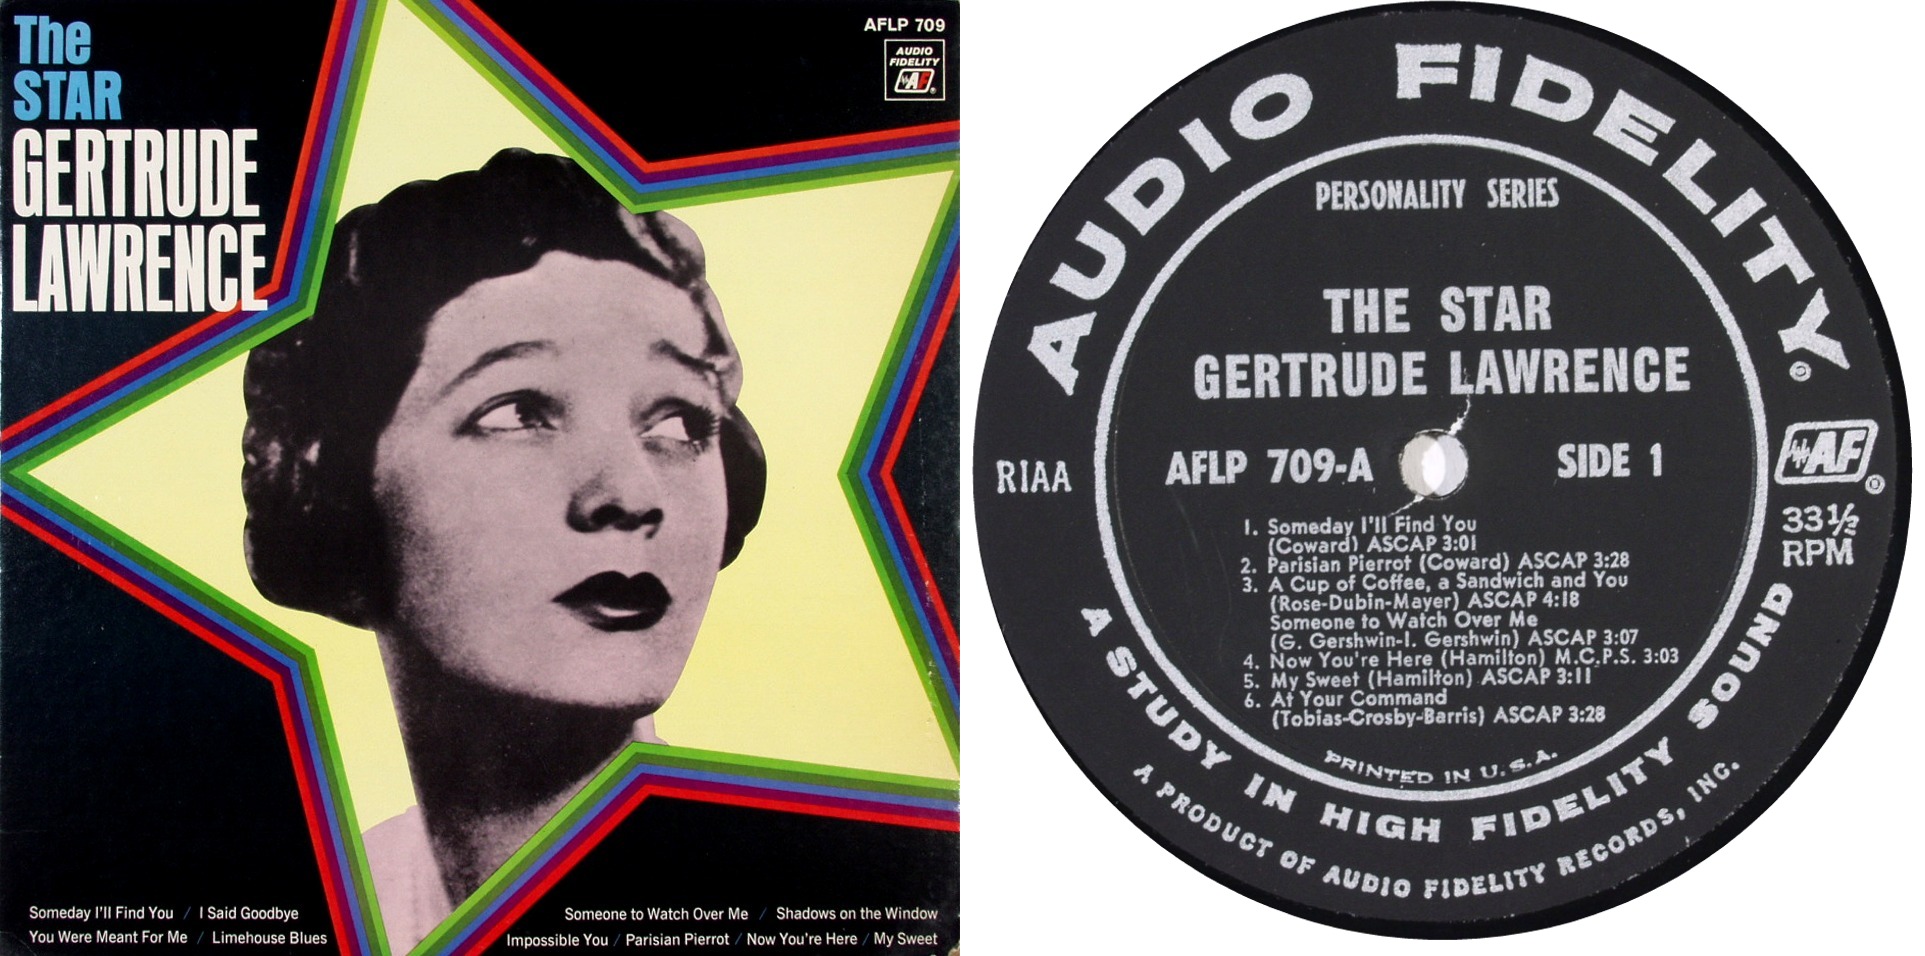 The
STAR
GERTRUDE
LAWRENCE
AFLP 709
AUDIO
FIDELITY
AF®
Someday I'll Find You / I Said Goodbye
You Were Meant For Me / Limehouse Blues
Someone to Watch Over Me / Shadows on the Window
Impossible You / Parisian Pierrot / Now You're Here / My Sweet
AUDIO FIDELITY®
PERSONALITY SERIES
THE STAR
GERTRUDE LAWRENCE
AFLP 709-A
SIDE 1
RIAA
AF®
33⅓
RPM
1. Someday I'll Find You
(Coward) ASCAP 3:01
2. Parisian Pierrot (Coward) ASCAP 3:28
3. A Cup of Coffee, a Sandwich and You
(Rose-Dubin-Mayer) ASCAP 4:18
Someone to Watch Over Me
(G. Gershwin-I. Gershwin) ASCAP 3:07
4. Now You're Here (Hamilton) M.C.P.S. 3:03
5. My Sweet (Hamilton) ASCAP 3:11
6. At Your Command
(Tobias-Crosby-Barris) ASCAP 3:28
PRINTED IN U.S.A.
A STUDY IN HIGH FIDELITY SOUND
A PRODUCT OF AUDIO FIDELITY RECORDS, INC.